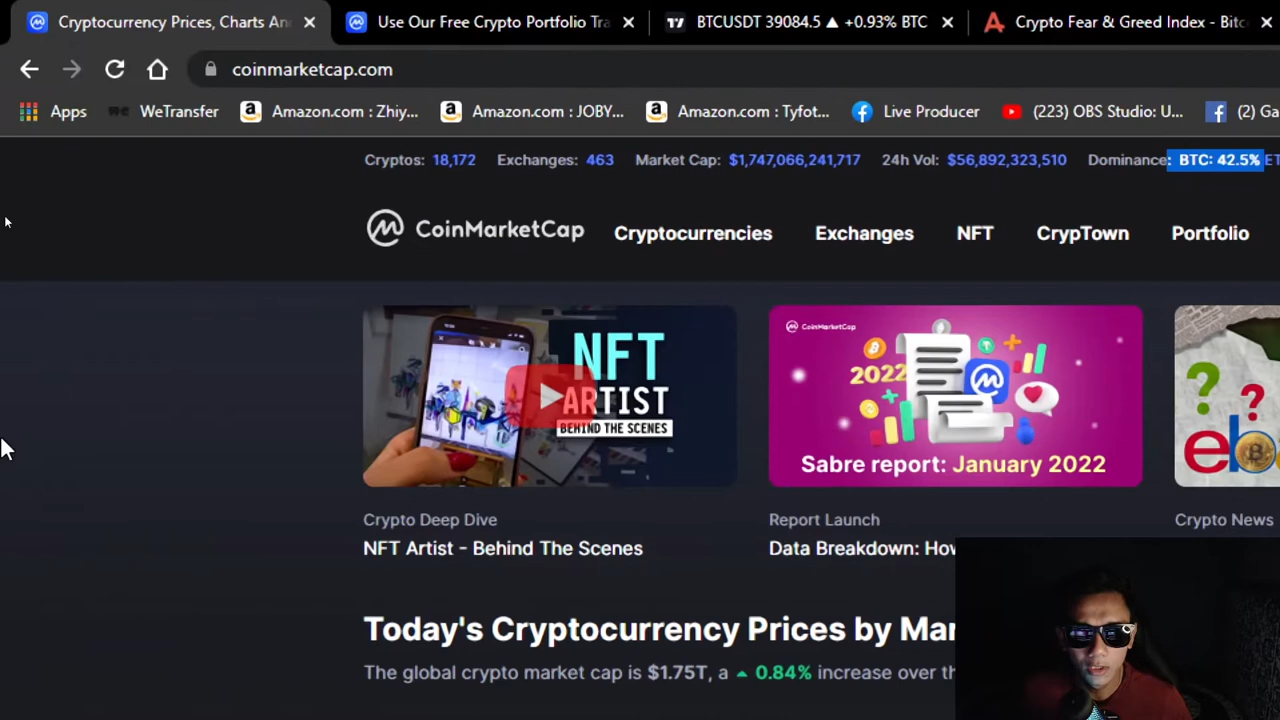 Cryptocurrency Prices, Charts An
Use Our Free Crypto Portfolio Tra
BTCUSDT 39084.5 ▲ +0.93% BTC
Crypto Fear & Greed Index - Bitc
coinmarketcap.com
Apps
WeTransfer
Amazon.com : Zhiy...
Amazon.com : JOBY...
Amazon.com : Tyfot...
Live Producer
(223) OBS Studio: U...
(2) Ga
Cryptos: 18,172 Exchanges: 463 Market Cap: $1,747,066,241,717 24h Vol: $56,892,323,510 Dominance: BTC: 42.5% ET
CoinMarketCap
Cryptocurrencies Exchanges NFT CrypTown Portfolio
NFT
ARTIST
BEHIND THE SCENES
CoinMarketCap
2022
Sabre report: January 2022
eb
Crypto Deep Dive
NFT Artist - Behind The Scenes
Report Launch
Data Breakdown: How
Crypto News
Today's Cryptocurrency Prices by Mar
The global crypto market cap is $1.75T, a ▲ 0.84% increase over th